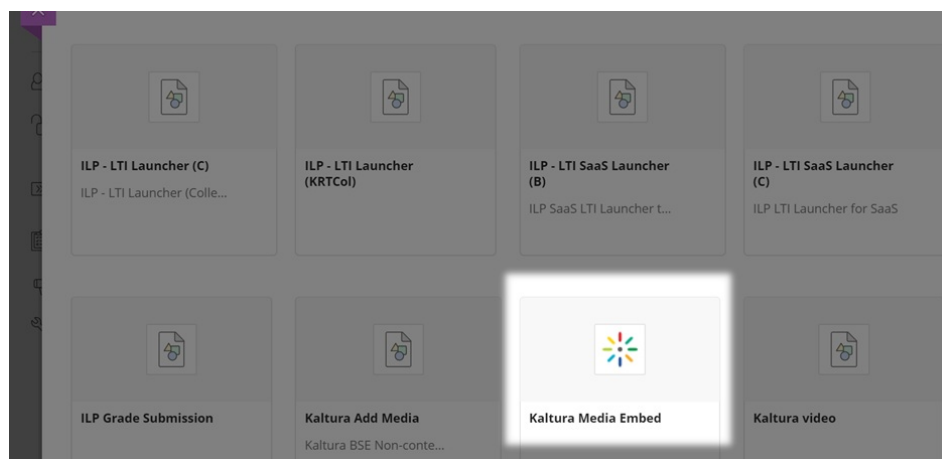 ILP - LTI Launcher (C)
ILP - LTI Launcher (Colle...
ILP - LTI Launcher
(KRTCol)
ILP - LTI SaaS Launcher
(B)
ILP SaaS LTI Launcher t...
ILP - LTI SaaS Launcher
(C)
ILP LTI Launcher for SaaS
ILP Grade Submission
Kaltura Add Media
Kaltura BSE Non-conte...
Kaltura Media Embed
Kaltura video